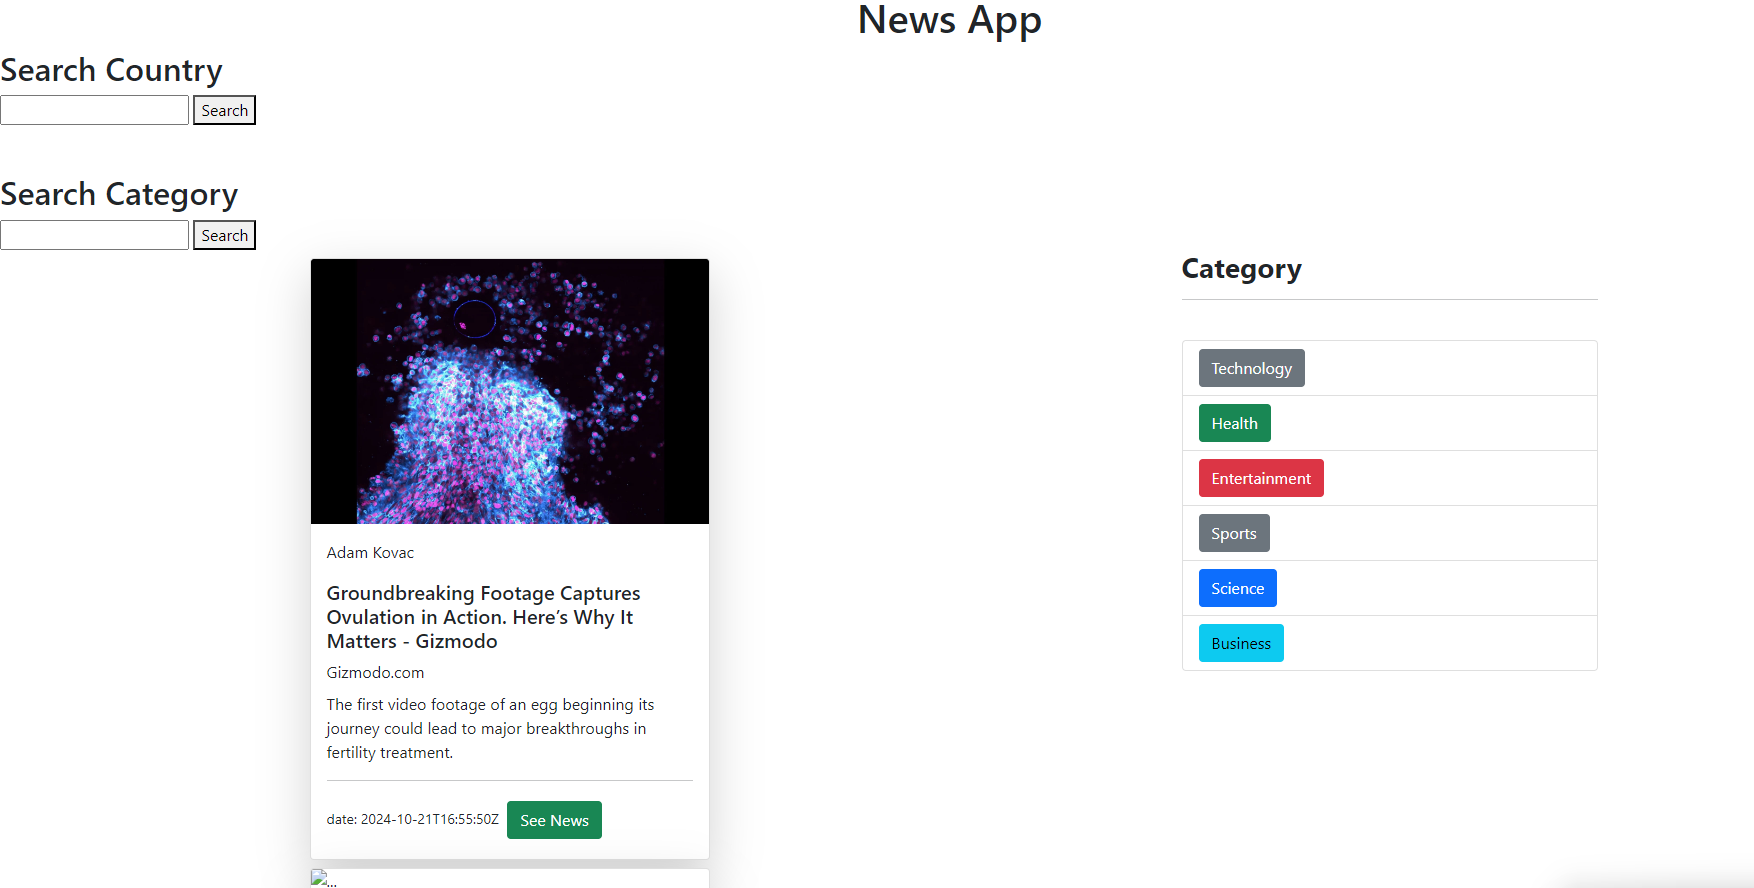 News App
Search Country
Search
Search Category
Search
Adam Kovac
Groundbreaking Footage Captures
Ovulation in Action. Here’s Why It
Matters - Gizmodo
Gizmodo.com
The first video footage of an egg beginning its
journey could lead to major breakthroughs in
fertility treatment.
date: 2024-10-21T16:55:50Z See News
...
Category
Technology
Health
Entertainment
Sports
Science
Business